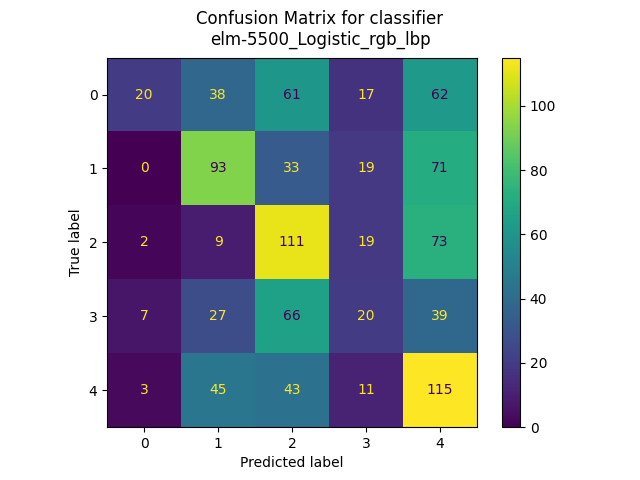 Confusion Matrix for classifier
elm-5500_Logistic_rgb_lbp
True label
0 20 38 61 17 62
1 0 93 33 19 71
2 2 9 111 19 73
3 7 27 66 20 39
4 3 45 43 11 115
0 1 2 3 4
Predicted label
100
80
60
40
20
0